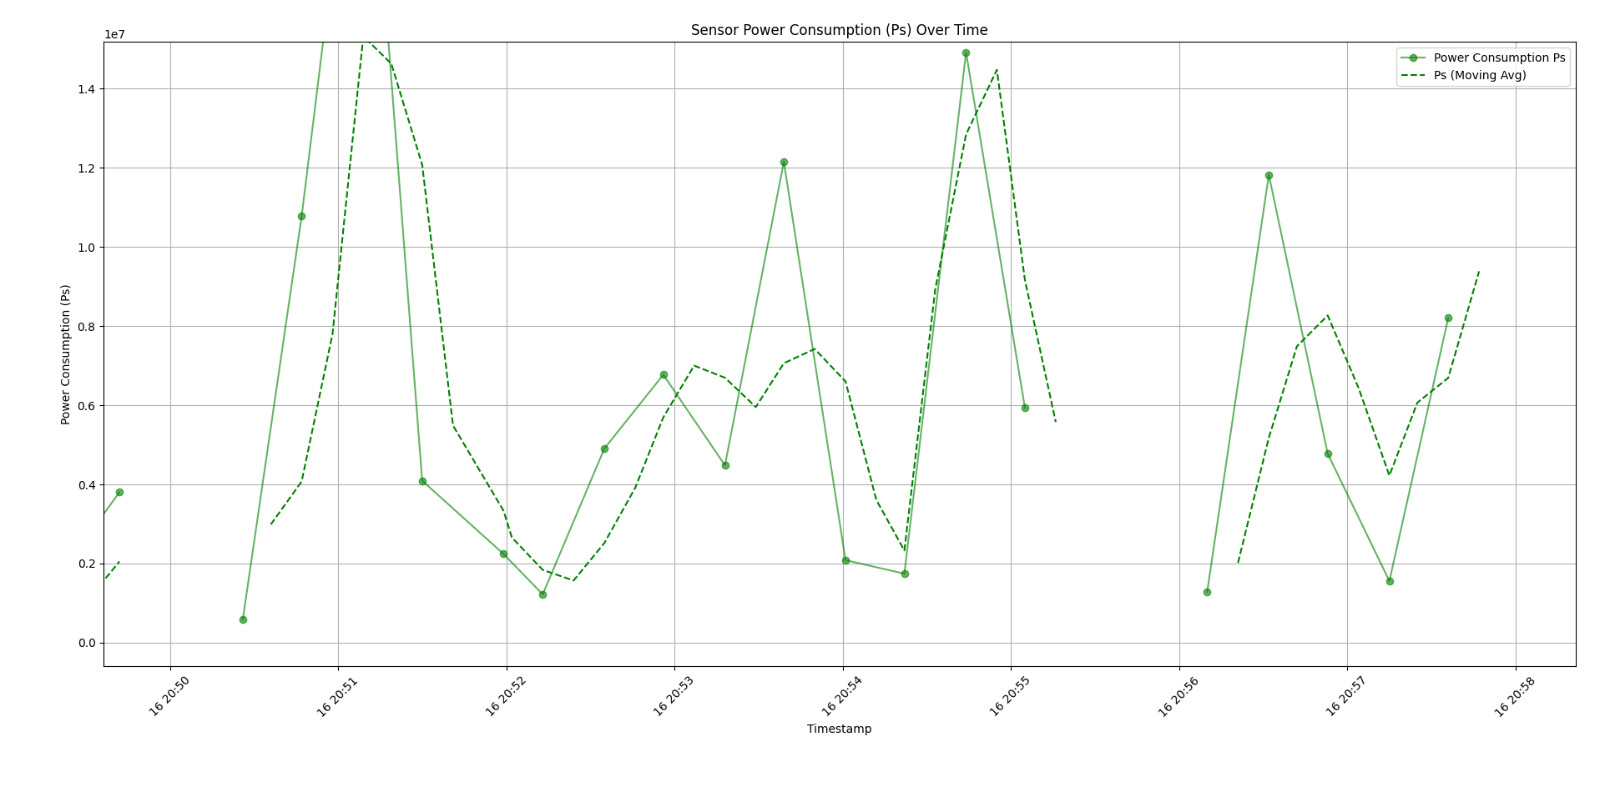 Sensor Power Consumption (Ps) Over Time
1e7
Power Consumption Ps
Ps (Moving Avg)
1.4
1.2
1.0
0.8
0.6
0.4
0.2
0.0
Power Consumption (Ps)
16 20:50
16 20:51
16 20:52
16 20:53
16 20:54
16 20:55
16 20:56
16 20:57
16 20:58
Timestamp